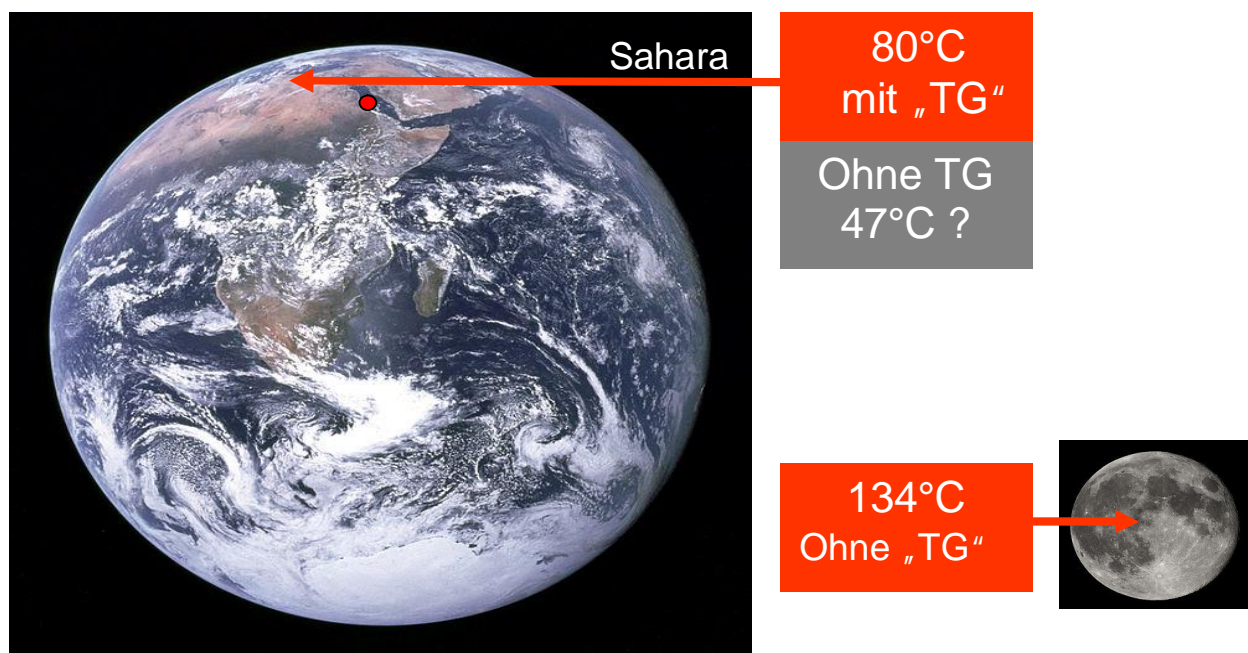 Sahara
80°C
mit „TG“
Ohne TG
47°C ?
134°C
Ohne „TG“